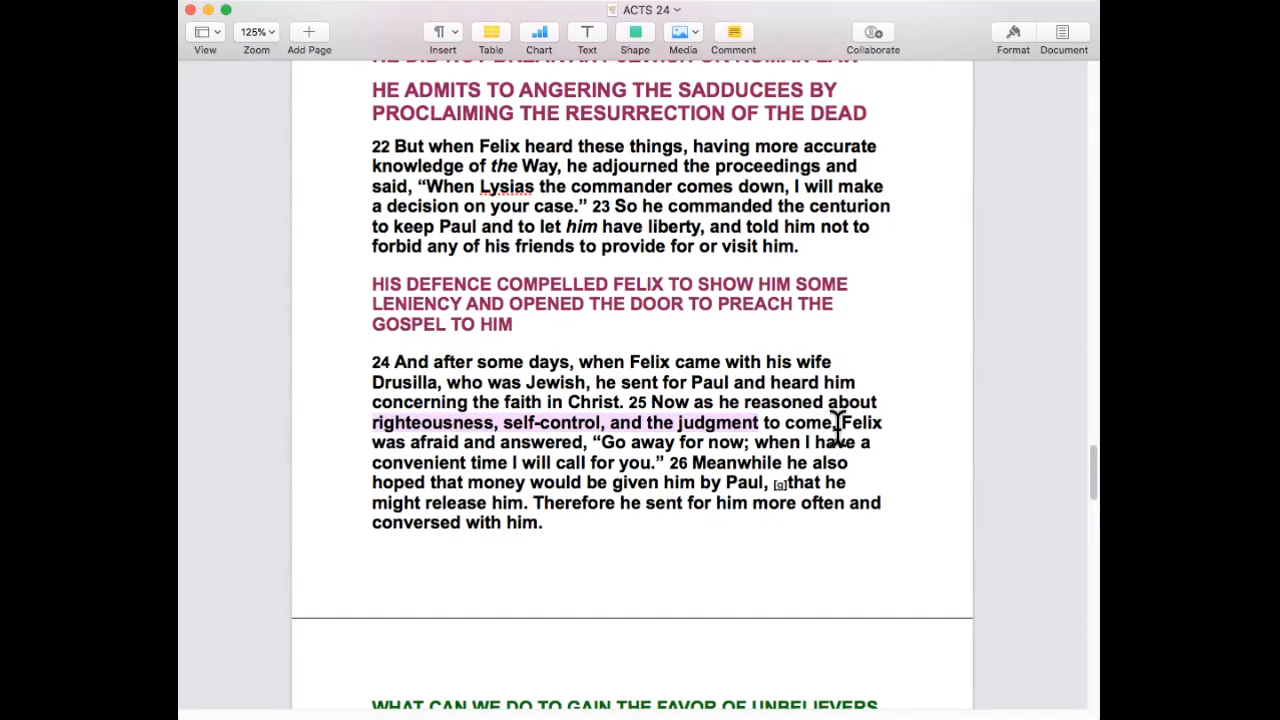 ACTS 24
125%
View
Zoom
Add Page
Insert
Table
Chart
Text
Shape
Media
Comment
Collaborate
Format
Document
HE DID NOT BREAK ANY JEWISH OR ROMAN LAW
HE ADMITS TO ANGERING THE SADDUCEES BY
PROCLAIMING THE RESURRECTION OF THE DEAD
22 But when Felix heard these things, having more accurate
knowledge of the Way, he adjourned the proceedings and
said, “When Lysias the commander comes down, I will make
a decision on your case.” 23 So he commanded the centurion
to keep Paul and to let him have liberty, and told him not to
forbid any of his friends to provide for or visit him.
HIS DEFENCE COMPELLED FELIX TO SHOW HIM SOME
LENIENCY AND OPENED THE DOOR TO PREACH THE
GOSPEL TO HIM
24 And after some days, when Felix came with his wife
Drusilla, who was Jewish, he sent for Paul and heard him
concerning the faith in Christ. 25 Now as he reasoned about
righteousness, self-control, and the judgment to come, Felix
was afraid and answered, “Go away for now; when I have a
convenient time I will call for you.” 26 Meanwhile he also
hoped that money would be given him by Paul, [g]that he
might release him. Therefore he sent for him more often and
conversed with him.
WHAT CAN WE DO TO GAIN THE FAVOR OF UNBELIEVERS